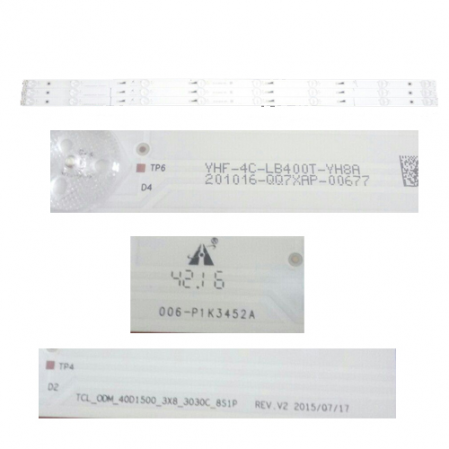 TP6
D4
YHF-4C-LB400T-YH8A
201016-QQ7XAP-00677
42.16
006-P1K3452A
TP4
D2
TCL_ODM_40D1500_3X8_3030C_8S1P REV.V2 2015/07/17